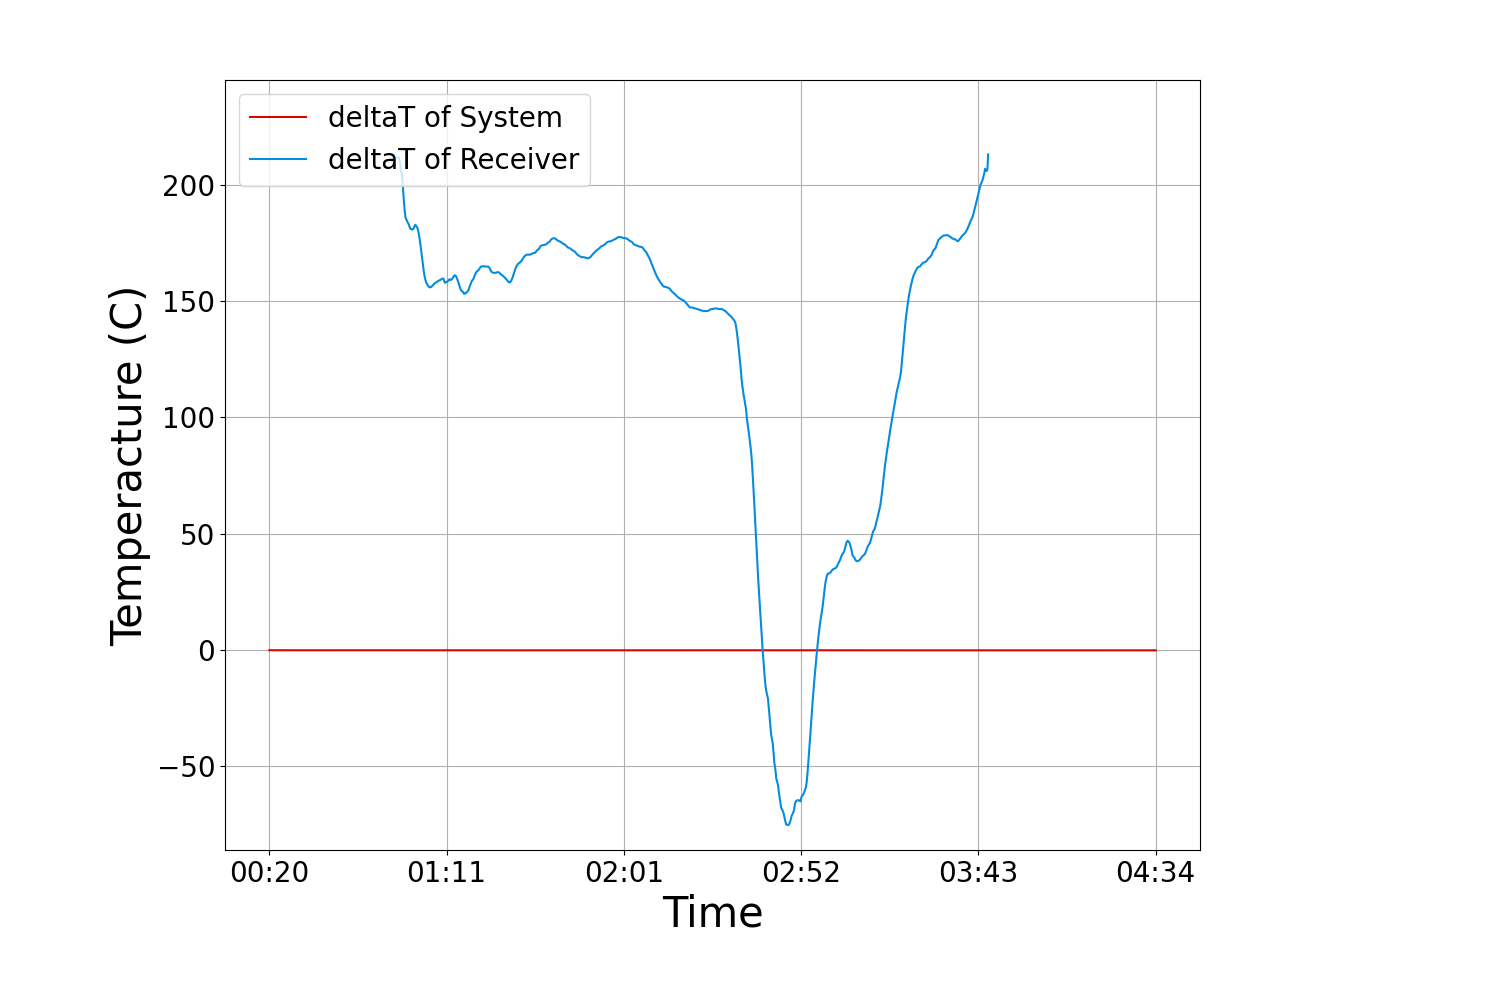 deltaT of System
deltaT of Receiver
200
150
100
50
0
−50
Temperacture (C)
00:20 01:11 02:01 02:52 03:43 04:34
Time